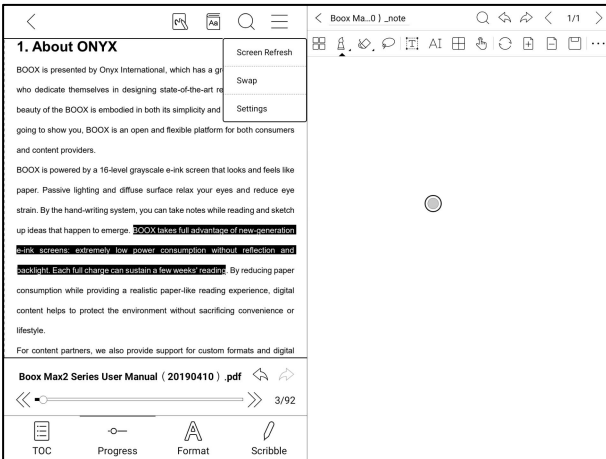 Aa
Boox Ma...0 ) _note
1/1
1. About ONYX
Screen Refresh
Swap
Settings
T
AI
BOOX is presented by Onyx International, which has a gr
who dedicate themselves in designing state-of-the-art re
beauty of the BOOX is embodied in both its simplicity and
going to show you, BOOX is an open and flexible platform for both consumers
and content providers.
BOOX is powered by a 16-level grayscale e-ink screen that looks and feels like
paper. Passive lighting and diffuse surface relax your eyes and reduce eye
strain. By the hand-writing system, you can take notes while reading and sketch
up ideas that happen to emerge. BOOX takes full advantage of new-generation
e-ink screens: extremely low power consumption without reflection and
backlight. Each full charge can sustain a few weeks' reading. By reducing paper
consumption while providing a realistic paper-like reading experience, digital
content helps to protect the environment without sacrificing convenience or
lifestyle.
For content partners, we also provide support for custom formats and digital
Boox Max2 Series User Manual（20190410）.pdf
3/92
TOC
Progress
Format
Scribble